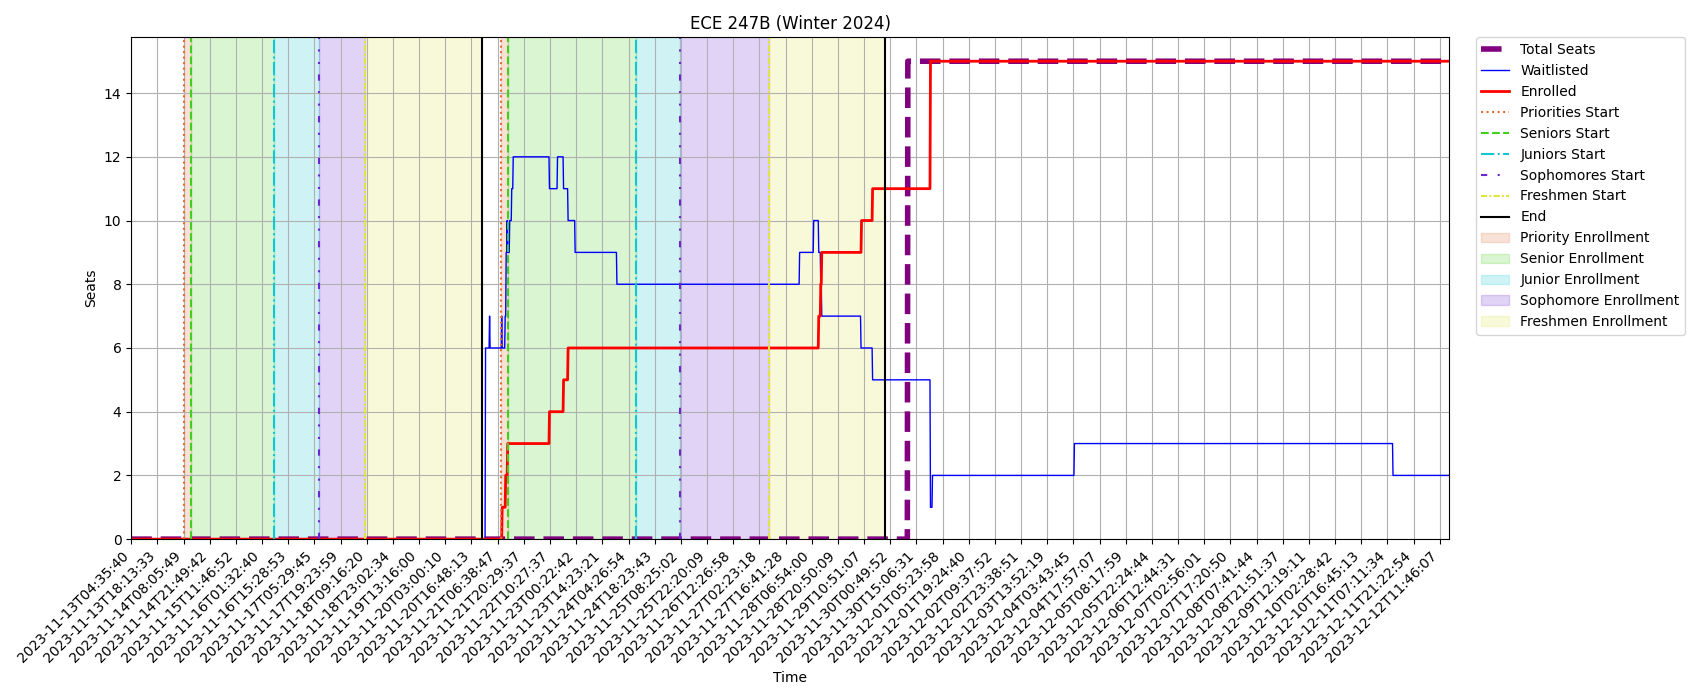 ECE 247B (Winter 2024)
Total Seats
Waitlisted
Enrolled
Priorities Start
Seniors Start
Juniors Start
Sophomores Start
Freshmen Start
End
Priority Enrollment
Senior Enrollment
Junior Enrollment
Sophomore Enrollment
Freshmen Enrollment
Seats
14
12
10
8
6
4
2
0
2023-11-13T04:35:40
2023-11-13T18:13:33
2023-11-14T08:05:49
2023-11-14T21:49:42
2023-11-15T11:46:52
2023-11-16T01:32:40
2023-11-16T15:28:53
2023-11-17T05:29:45
2023-11-17T19:23:59
2023-11-18T09:16:20
2023-11-18T23:02:34
2023-11-19T13:16:00
2023-11-20T03:00:16
2023-11-20T16:48:13
2023-11-21T06:38:47
2023-11-21T20:29:37
2023-11-22T10:27:37
2023-11-23T00:22:42
2023-11-23T14:23:21
2023-11-24T04:26:54
2023-11-24T18:23:43
2023-11-25T08:25:02
2023-11-25T22:20:09
2023-11-26T12:26:58
2023-11-27T02:23:18
2023-11-27T16:41:28
2023-11-28T06:54:00
2023-11-28T20:50:09
2023-11-29T10:51:07
2023-11-30T00:49:52
2023-11-30T15:06:31
2023-12-01T05:23:58
2023-12-01T19:24:40
2023-12-02T09:37:52
2023-12-02T23:38:51
2023-12-03T13:52:19
2023-12-04T03:43:45
2023-12-04T17:57:07
2023-12-05T08:17:59
2023-12-05T22:24:44
2023-12-06T12:44:31
2023-12-07T02:56:01
2023-12-07T17:20:50
2023-12-08T07:41:44
2023-12-08T21:51:37
2023-12-09T12:19:11
2023-12-10T02:28:42
2023-12-10T16:45:13
2023-12-11T07:11:34
2023-12-11T21:22:54
2023-12-12T11:46:07
Time